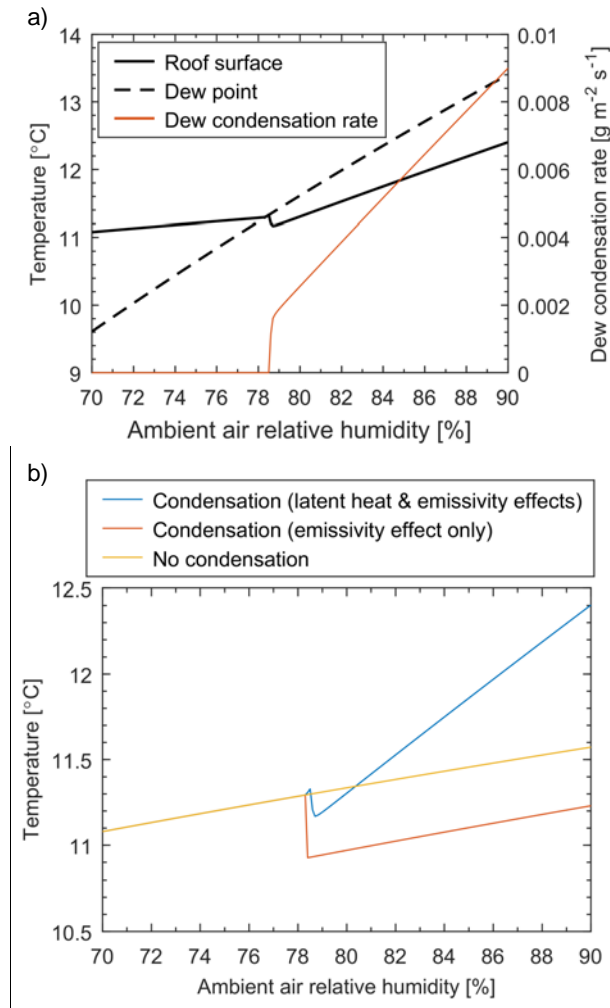 a)
Roof surface
Dew point
Dew condensation rate
14
13
12
11
10
9
Temperature [°C]
0.01
0.008
0.006
0.004
0.002
0
Dew condensation rate [g m⁻² s⁻¹]
70 72 74 76 78 80 82 84 86 88 90
Ambient air relative humidity [%]
b)
Condensation (latent heat & emissivity effects)
Condensation (emissivity effect only)
No condensation
12.5
12
11.5
11
10.5
Temperature [°C]
70 72 74 76 78 80 82 84 86 88 90
Ambient air relative humidity [%]